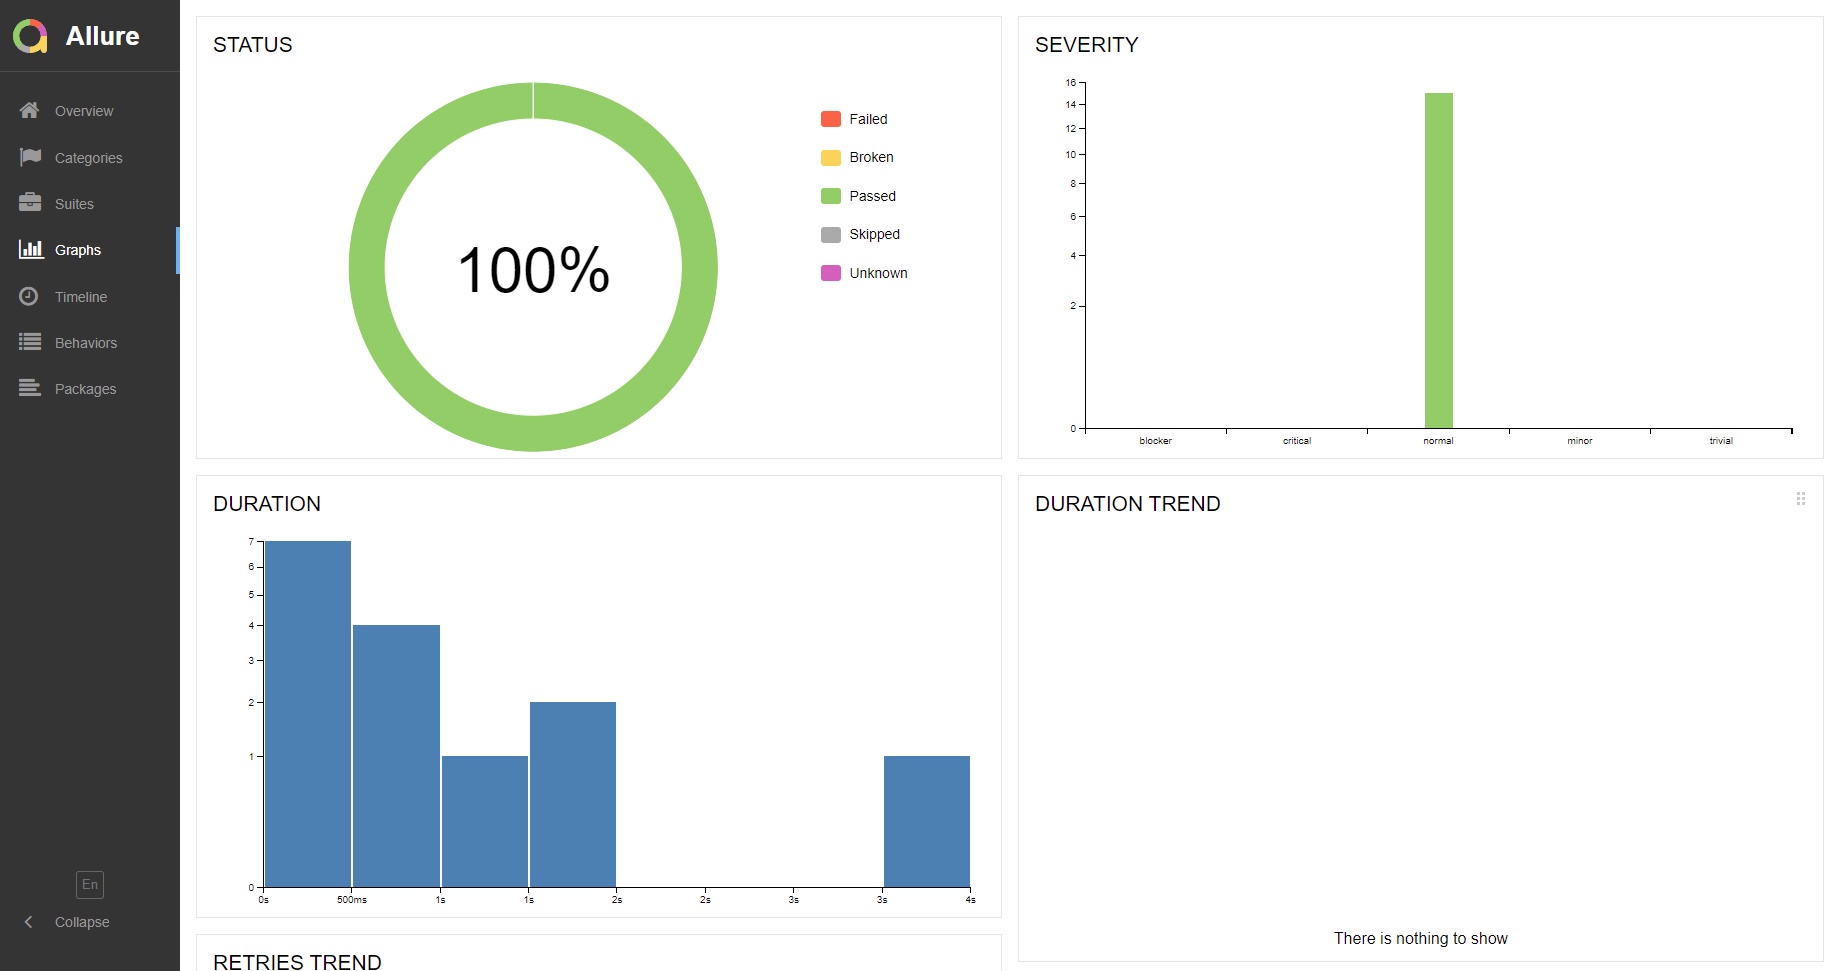 Allure
Overview
Categories
Suites
Graphs
Timeline
Behaviors
Packages
En
Collapse
STATUS
100%
Failed
Broken
Passed
Skipped
Unknown
SEVERITY
16
14
12
10
8
6
4
2
0
blocker critical normal minor trivial
DURATION
7
6
5
4
3
2
1
0
0s 500ms 1s 1s 2s 2s 3s 3s 4s
DURATION TREND
There is nothing to show
RETRIES TREND